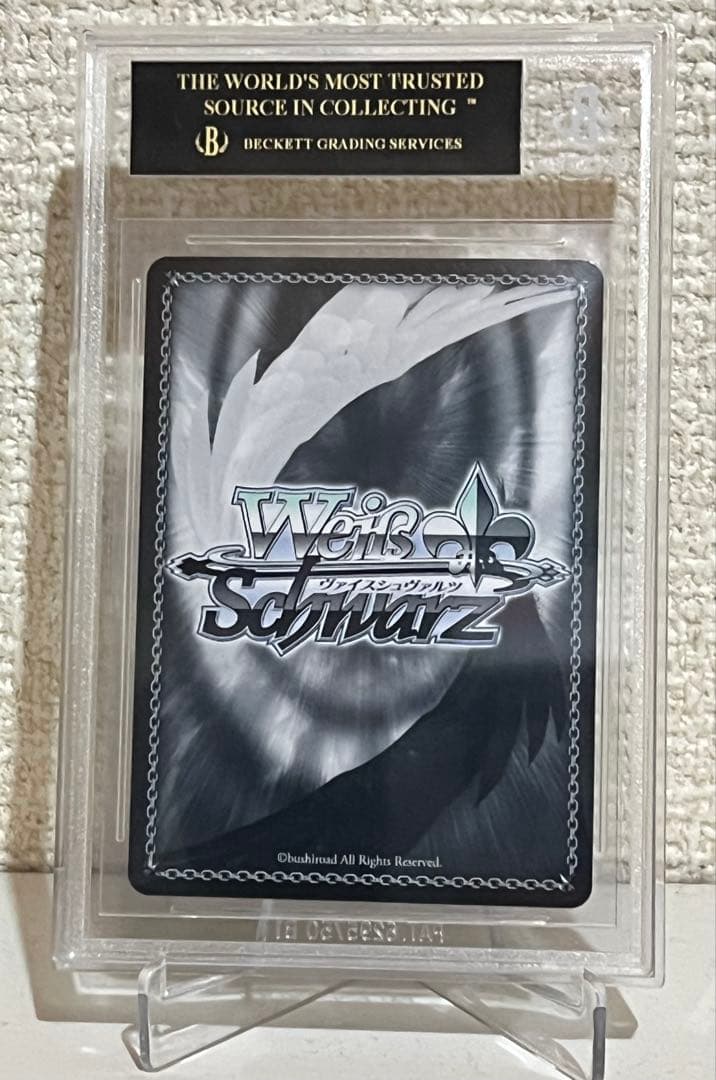 THE WORLD'S MOST TRUSTED
SOURCE IN COLLECTING ™
B BECKETT GRADING SERVICES
Weiß
ヴァイスシュヴァルツ
Schwarz
©bushiroad All Rights Reserved.